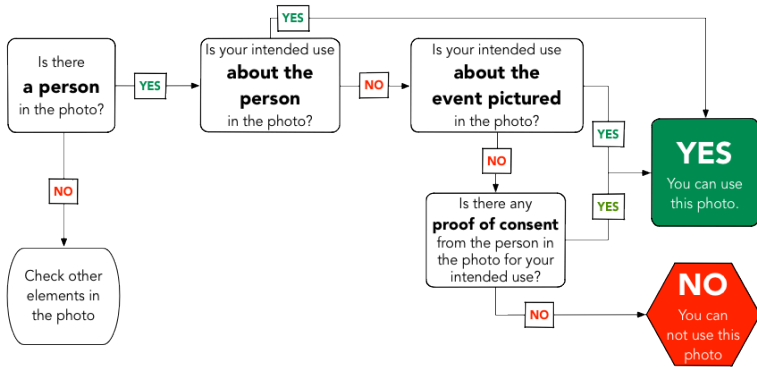 YES
Is there
a person
in the photo?
YES
Is your intended use
about the
person
in the photo?
NO
Is your intended use
about the
event pictured
in the photo?
YES
YES
You can use
this photo.
NO
NO
YES
Is there any
proof of consent
from the person in
the photo for your
intended use?
Check other
elements in
the photo
NO
NO
You can
not use this
photo